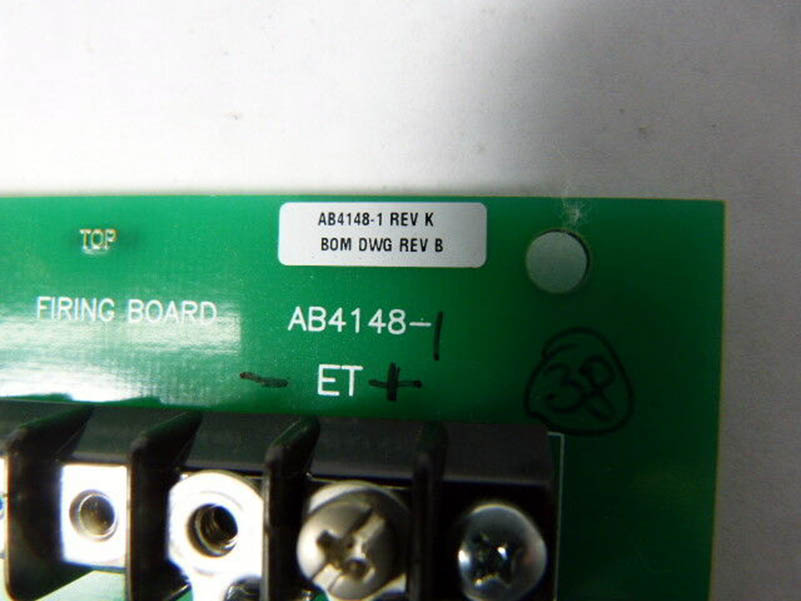 AB4148-1 REV K
BOM DWG REV B
TOP
FIRING BOARD AB4148-1
- ET +
38